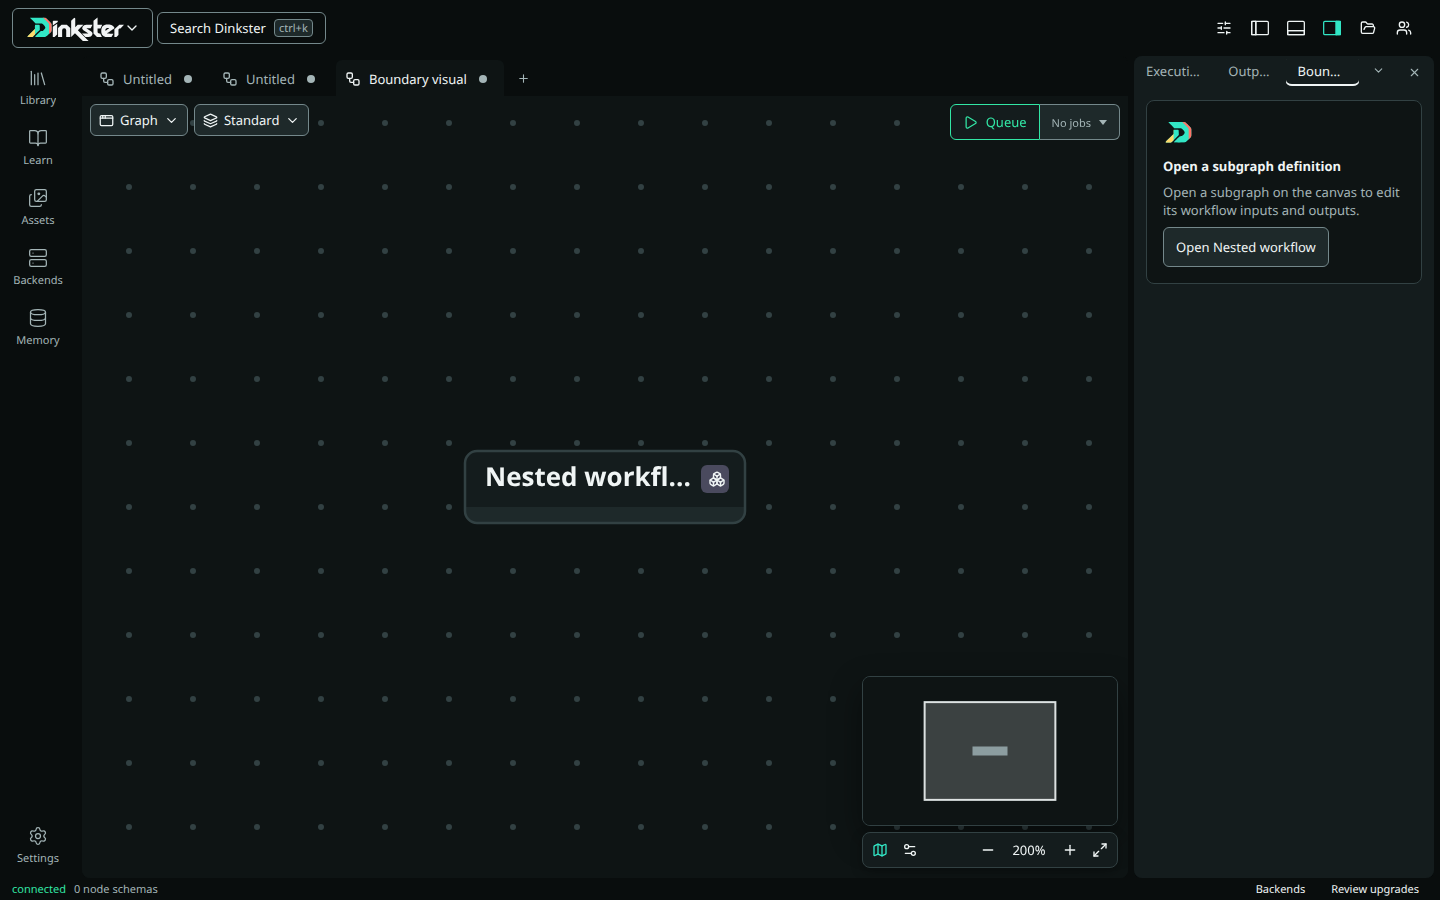 Dinkster
Search Dinkster ctrl+k
Library
Learn
Assets
Backends
Memory
Settings
Untitled
Untitled
Boundary visual
Graph
Standard
Queue
No jobs
Nested workfl...
200%
Executi...
Outp...
Boun...
Open a subgraph definition
Open a subgraph on the canvas to edit
its workflow inputs and outputs.
Open Nested workflow
connected 0 node schemas
Backends
Review upgrades